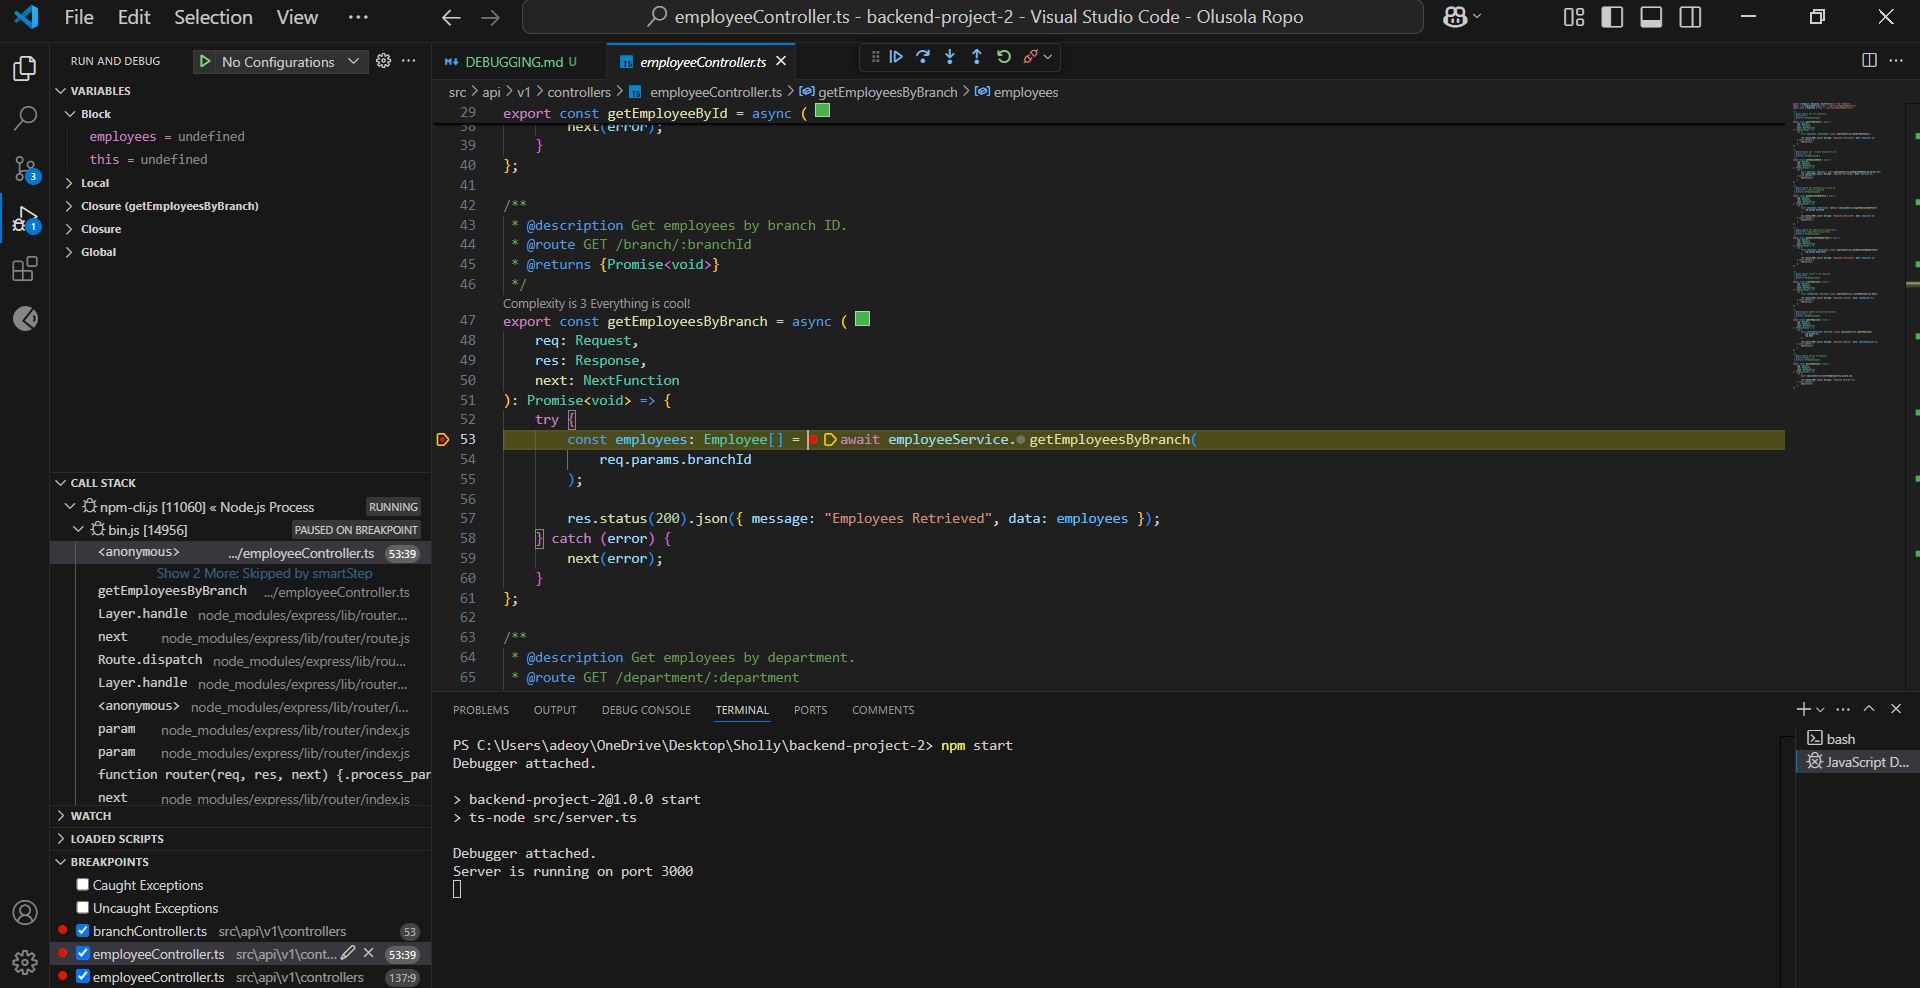 File Edit Selection View ··· employeeController.ts - backend-project-2 - Visual Studio Code - Olusola Ropo
RUN AND DEBUG No Configurations ···
VARIABLES
Block
employees = undefined
this = undefined
Local
Closure (getEmployeesByBranch)
Closure
Global
CALL STACK
npm-cli.js [11060] « Node.js Process RUNNING
bin.js [14956] PAUSED ON BREAKPOINT
<anonymous> .../employeeController.ts 53:39
Show 2 More: Skipped by smartStep
getEmployeesByBranch .../employeeController.ts
Layer.handle node_modules/express/lib/router...
next node_modules/express/lib/router/route.js
Route.dispatch node_modules/express/lib/rou...
Layer.handle node_modules/express/lib/router...
<anonymous> node_modules/express/lib/router/i...
param node_modules/express/lib/router/index.js
param node_modules/express/lib/router/index.js
function router(req, res, next) {.process_par
next node_modules/express/lib/router/index.js
WATCH
LOADED SCRIPTS
BREAKPOINTS
Caught Exceptions
Uncaught Exceptions
branchController.ts src\api\v1\controllers 53
employeeController.ts src\api\v1\cont... 53:39
employeeController.ts src\api\v1\controllers 137:9
3
1
DEBUGGING.md U employeeController.ts
src > api > v1 > controllers > TS employeeController.ts > getEmployeesByBranch > employees
29 export const getEmployeeById = async (
38 next(error);
39 }
40 };
41
42 /**
43 * @description Get employees by branch ID.
44 * @route GET /branch/:branchId
45 * @returns {Promise<void>}
46 */
Complexity is 3 Everything is cool!
47 export const getEmployeesByBranch = async (
48 req: Request,
49 res: Response,
50 next: NextFunction
51 ): Promise<void> => {
52 try {
53 const employees: Employee[] = await employeeService.getEmployeesByBranch(
54 req.params.branchId
55 );
56
57 res.status(200).json({ message: "Employees Retrieved", data: employees });
58 } catch (error) {
59 next(error);
60 }
61 };
62
63 /**
64 * @description Get employees by department.
65 * @route GET /department/:department
PROBLEMS OUTPUT DEBUG CONSOLE TERMINAL PORTS COMMENTS
PS C:\Users\adeoy\OneDrive\Desktop\Sholly\backend-project-2> npm start
Debugger attached.
> backend-project-2@1.0.0 start
> ts-node src/server.ts
Debugger attached.
Server is running on port 3000
bash
JavaScript D...